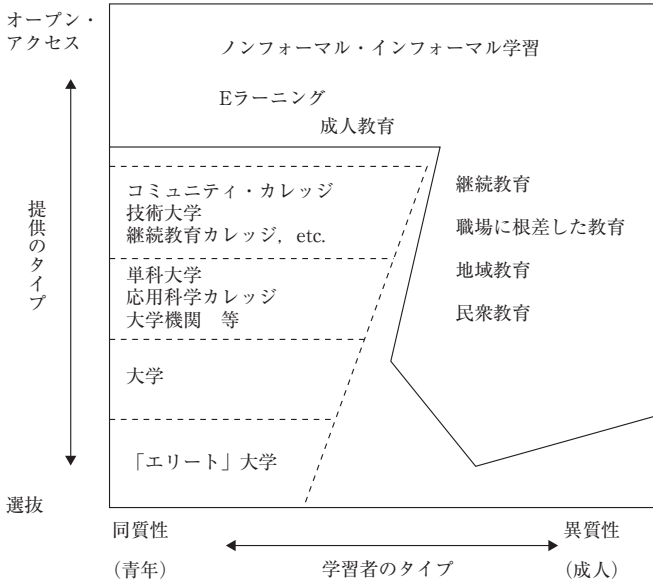 オープン・
アクセス
ノンフォーマル・インフォーマル学習
Eラーニング
成人教育
提供のタイプ
コミュニティ・カレッジ
技術大学
継続教育カレッジ，etc.
単科大学
応用科学カレッジ
大学機関　等
大学
「エリート」大学
継続教育
職場に根差した教育
地域教育
民衆教育
選抜
同質性
異質性
（青年）
学習者のタイプ
（成人）